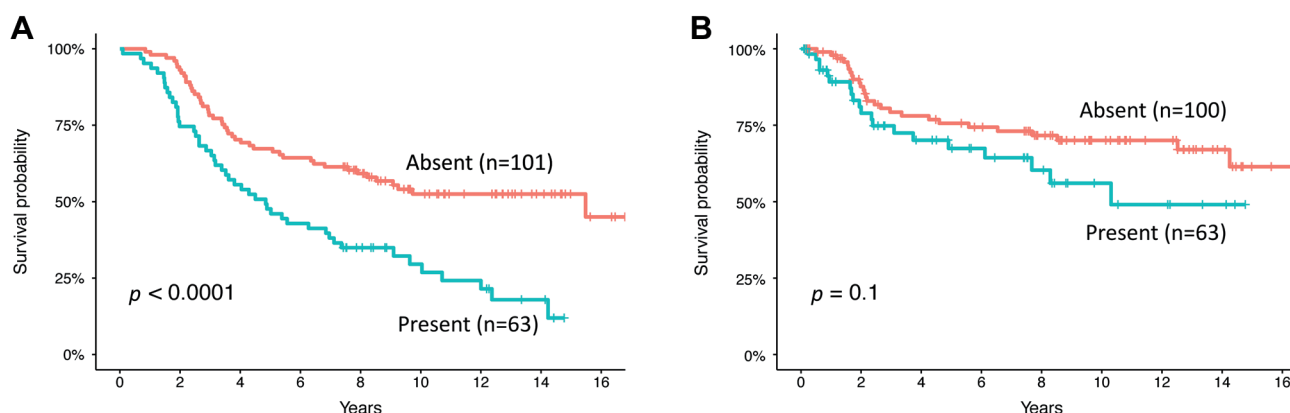 A
100%
75%
50%
25%
0%
Survival probability
Absent (n=101)
p < 0.0001
Present (n=63)
0 2 4 6 8 10 12 14 16
Years
B
100%
75%
50%
25%
0%
Survival probability
Absent (n=100)
Present (n=63)
p = 0.1
0 2 4 6 8 10 12 14 16
Years